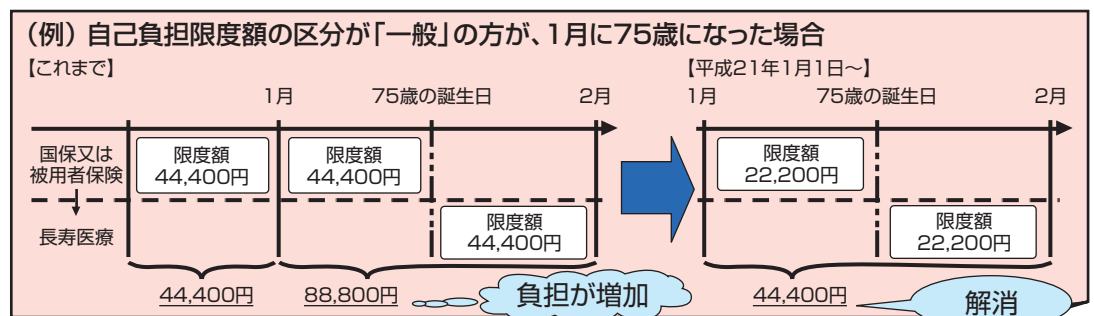 (例) 自己負担限度額の区分が「一般」の方が、1月に75歳になった場合
【これまで】
1月 75歳の誕生日 2月
国保又は
被用者保険
長寿医療
限度額
44,400円
限度額
44,400円
限度額
44,400円
44,400円 88,800円
負担が増加
【平成21年1月1日～】
1月 75歳の誕生日 2月
限度額
22,200円
限度額
22,200円
44,400円
解消